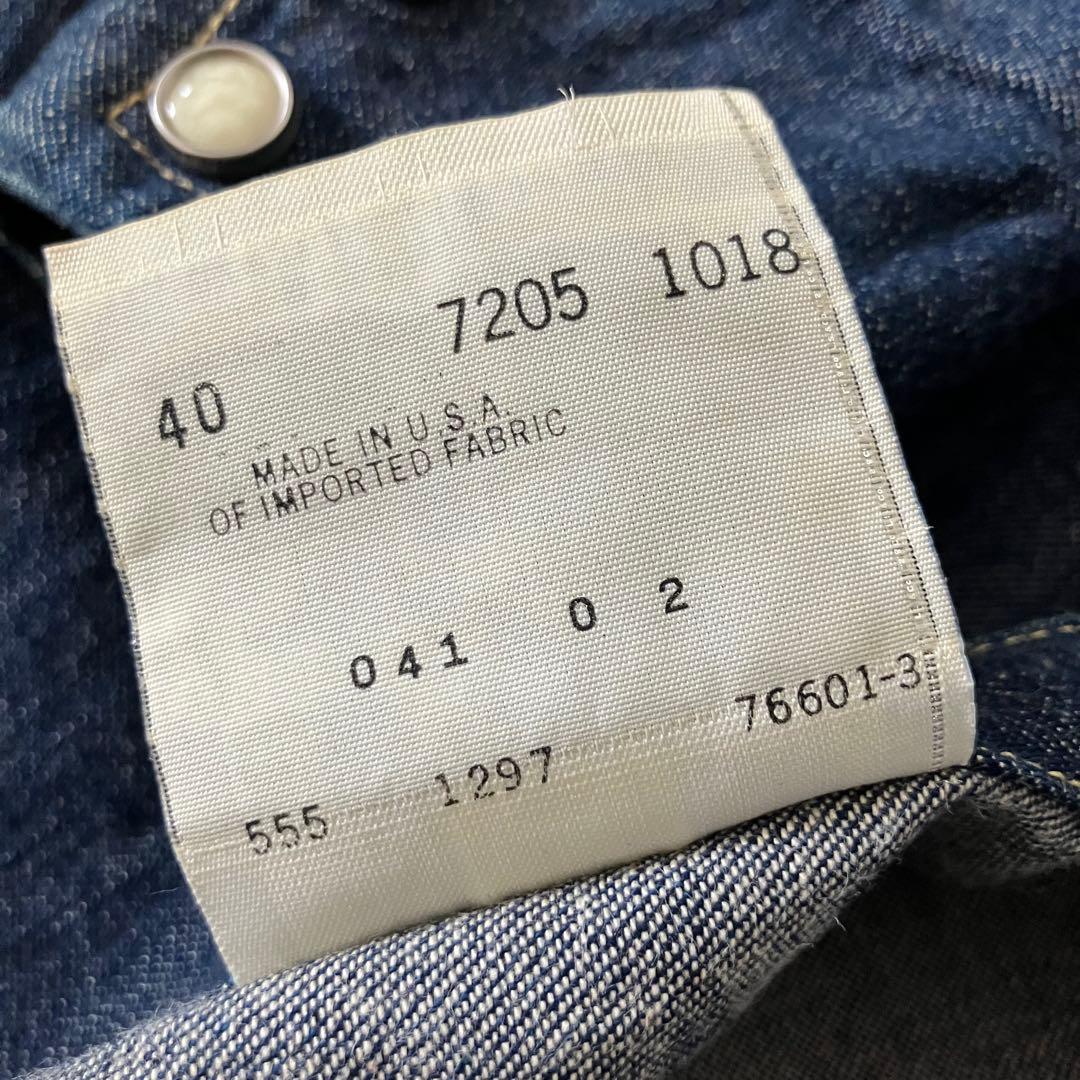 7205 1018
40
MADE IN U.S.A.
OF IMPORTED FABRIC
041 0 2
555 1297 76601-3